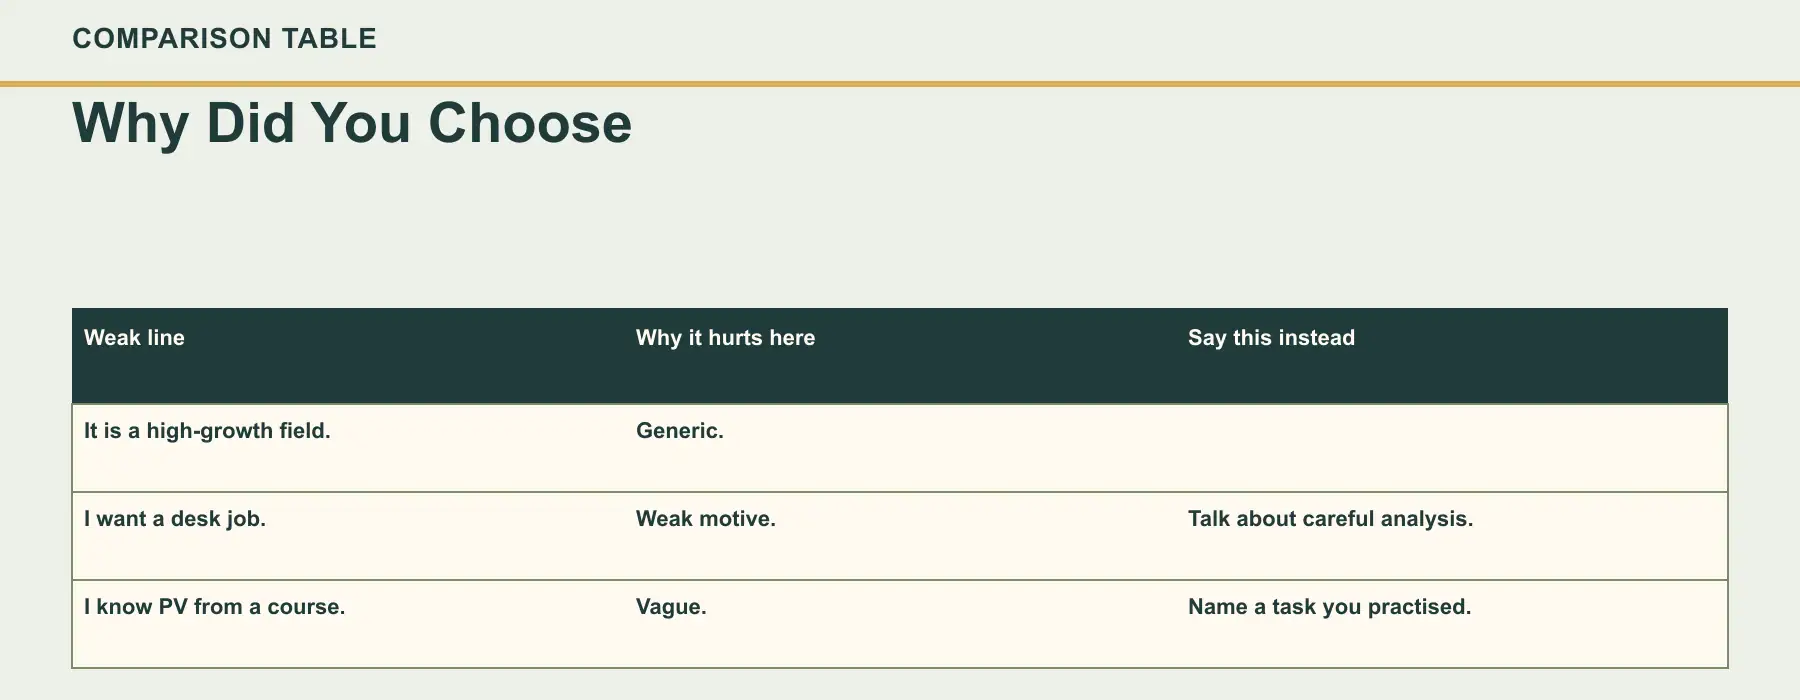 COMPARISON TABLE
Why Did You Choose
Weak line Why it hurts here Say this instead
It is a high-growth field. Generic.
I want a desk job. Weak motive. Talk about careful analysis.
I know PV from a course. Vague. Name a task you practised.